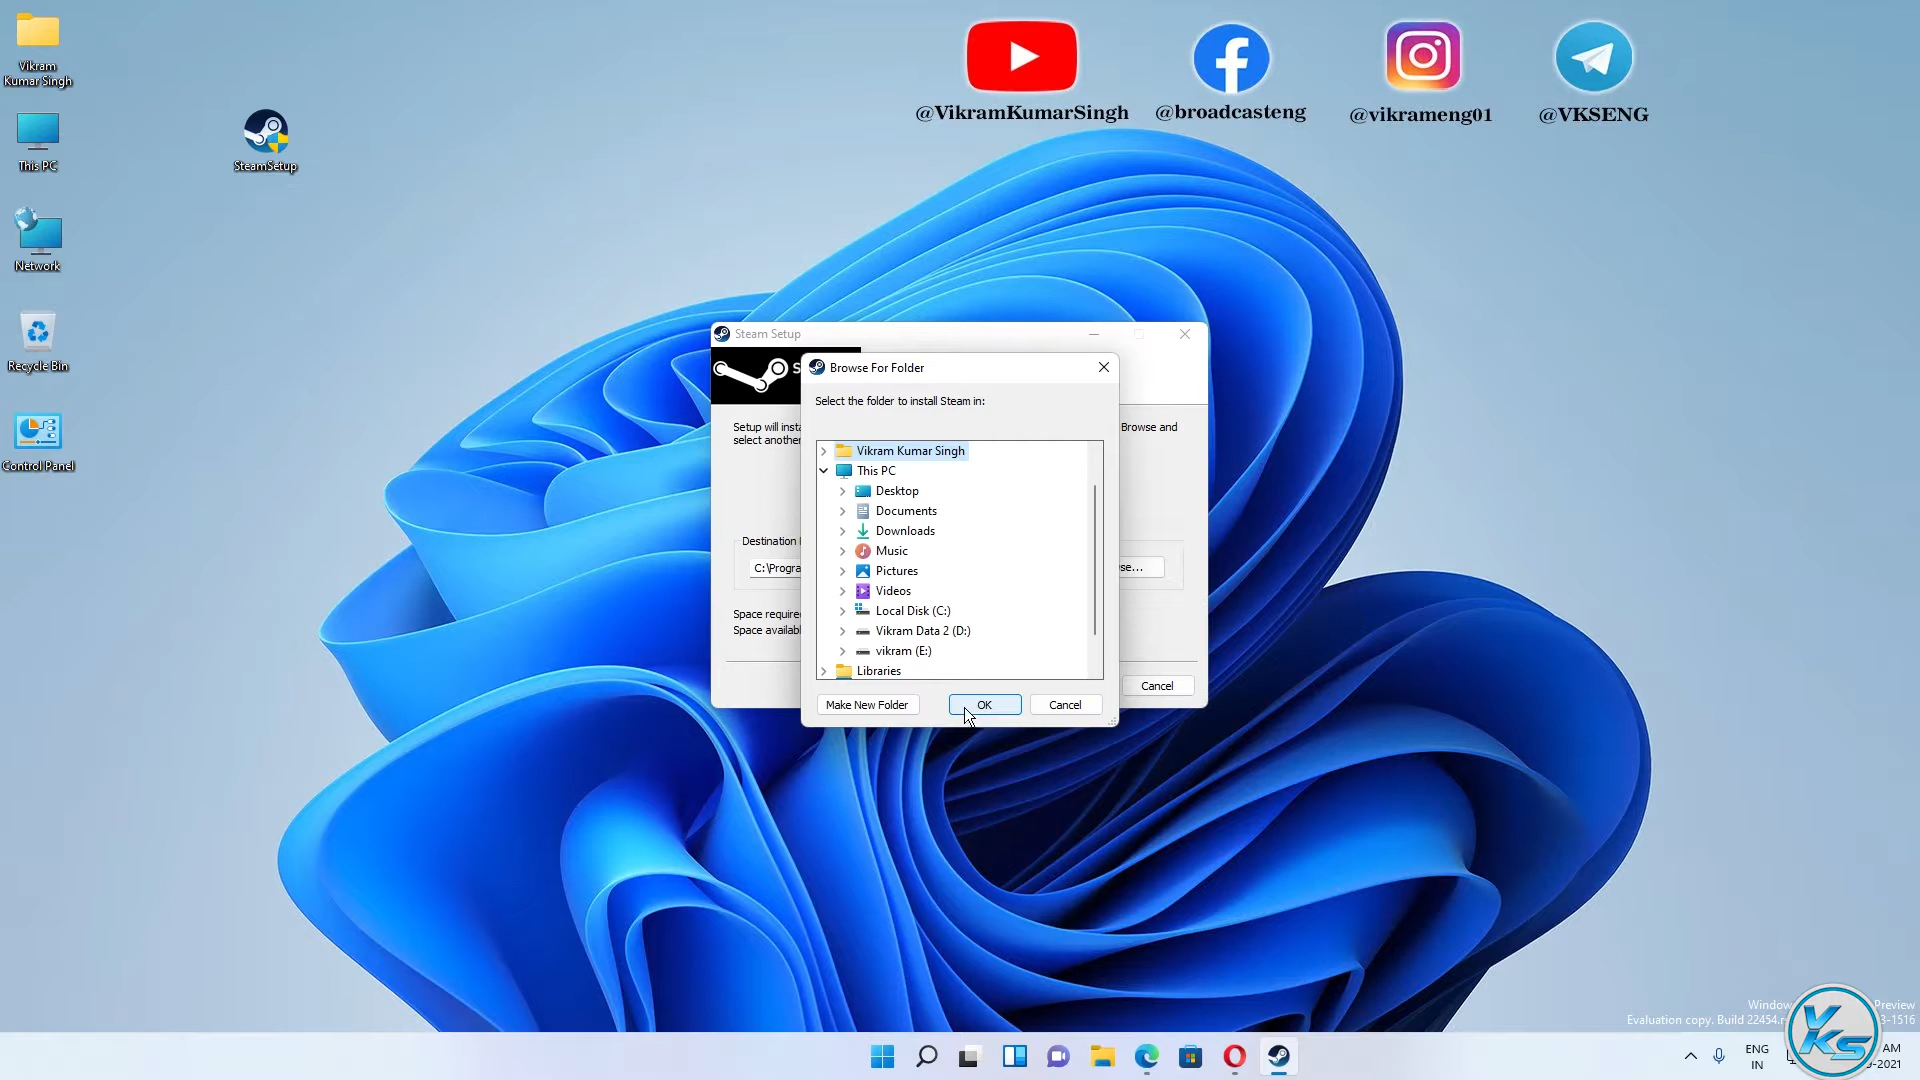 Vikram
Kumar Singh
This PC
Network
Recycle Bin
Control Panel
SteamSetup
@VikramKumarSingh
@broadcasteng
@vikrameng01
@VKSENG
Steam Setup
S
Setup will insta
select another
Browse and
Destination
C:\Progra
se...
Space require
Space availab
Cancel
Browse For Folder
Select the folder to install Steam in:
Vikram Kumar Singh
This PC
Desktop
Documents
Downloads
Music
Pictures
Videos
Local Disk (C:)
Vikram Data 2 (D:)
vikram (E:)
Libraries
Make New Folder
OK
Cancel
Window Preview
Evaluation copy. Build 22454.r 3-1516
ENG
IN
AM
-2021
VKS